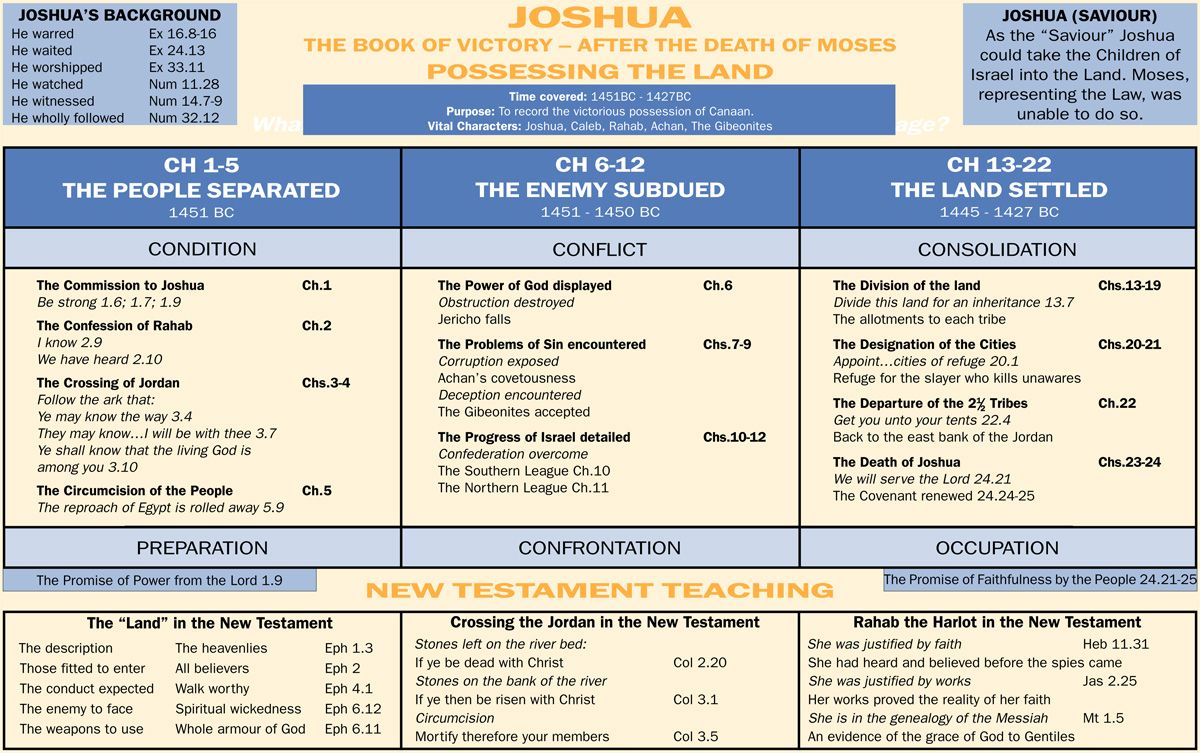 JOSHUA'S BACKGROUND
He warred Ex 16.8-16
He waited Ex 24.13
He worshipped Ex 33.11
He watched Num 11.28
He witnessed Num 14.7-9
He wholly followed Num 32.12
JOSHUA
THE BOOK OF VICTORY – AFTER THE DEATH OF MOSES
POSSESSING THE LAND
Time covered: 1451BC - 1427BC
Purpose: To record the victorious possession of Canaan.
Vital Characters: Joshua, Caleb, Rahab, Achan, The Gibeonites
JOSHUA (SAVIOUR)
As the “Saviour” Joshua
could take the Children of
Israel into the Land. Moses,
representing the Law, was
unable to do so.
CH 1-5
THE PEOPLE SEPARATED
1451 BC
CONDITION
The Commission to Joshua Ch.1
Be strong 1.6; 1.7; 1.9
The Confession of Rahab Ch.2
I know 2.9
We have heard 2.10
The Crossing of Jordan Chs.3-4
Follow the ark that:
Ye may know the way 3.4
They may know...I will be with thee 3.7
Ye shall know that the living God is
among you 3.10
The Circumcision of the People Ch.5
The reproach of Egypt is rolled away 5.9
PREPARATION
CH 6-12
THE ENEMY SUBDUED
1451 - 1450 BC
CONFLICT
The Power of God displayed Ch.6
Obstruction destroyed
Jericho falls
The Problems of Sin encountered Chs.7-9
Corruption exposed
Achan's covetousness
Deception encountered
The Gibeonites accepted
The Progress of Israel detailed Chs.10-12
Confederation overcome
The Southern League Ch.10
The Northern League Ch.11
CONFRONTATION
CH 13-22
THE LAND SETTLED
1445 - 1427 BC
CONSOLIDATION
The Division of the land Chs.13-19
Divide this land for an inheritance 13.7
The allotments to each tribe
The Designation of the Cities Chs.20-21
Appoint...cities of refuge 20.1
Refuge for the slayer who kills unawares
The Departure of the 2½ Tribes Ch.22
Get you unto your tents 22.4
Back to the east bank of the Jordan
The Death of Joshua Chs.23-24
We will serve the Lord 24.21
The Covenant renewed 24.24-25
OCCUPATION
The Promise of Power from the Lord 1.9
NEW TESTAMENT TEACHING
The Promise of Faithfulness by the People 24.21-25
The “Land” in the New Testament
The description The heavenlies Eph 1.3
Those fitted to enter All believers Eph 2
The conduct expected Walk worthy Eph 4.1
The enemy to face Spiritual wickedness Eph 6.12
The weapons to use Whole armour of God Eph 6.11
Crossing the Jordan in the New Testament
Stones left on the river bed:
If ye be dead with Christ Col 2.20
Stones on the bank of the river
If ye then be risen with Christ Col 3.1
Circumcision
Mortify therefore your members Col 3.5
Rahab the Harlot in the New Testament
She was justified by faith Heb 11.31
She had heard and believed before the spies came
She was justified by works Jas 2.25
Her works proved the reality of her faith
She is in the genealogy of the Messiah Mt 1.5
An evidence of the grace of God to Gentiles